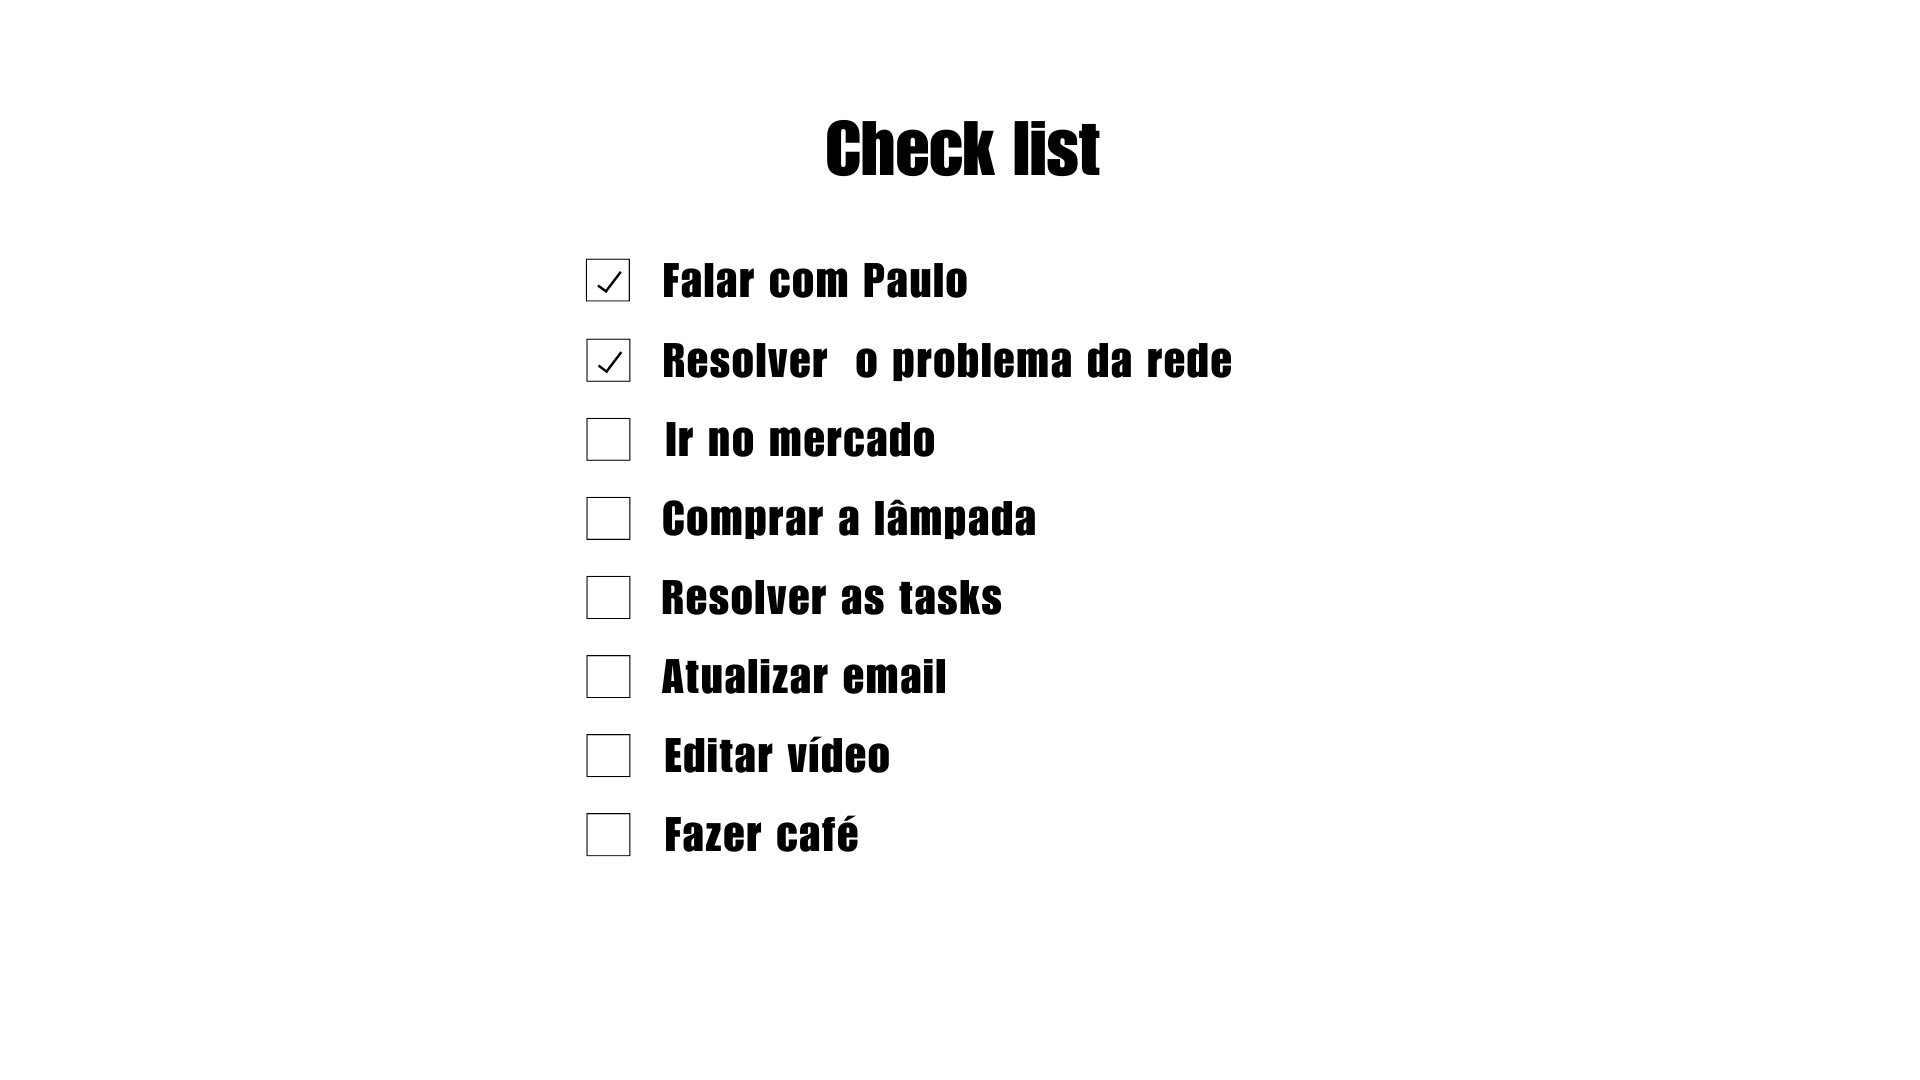 Check list
Falar com Paulo
Resolver  o problema da rede
Ir no mercado
Comprar a lâmpada
Resolver as tasks
Atualizar email
Editar vídeo
Fazer café